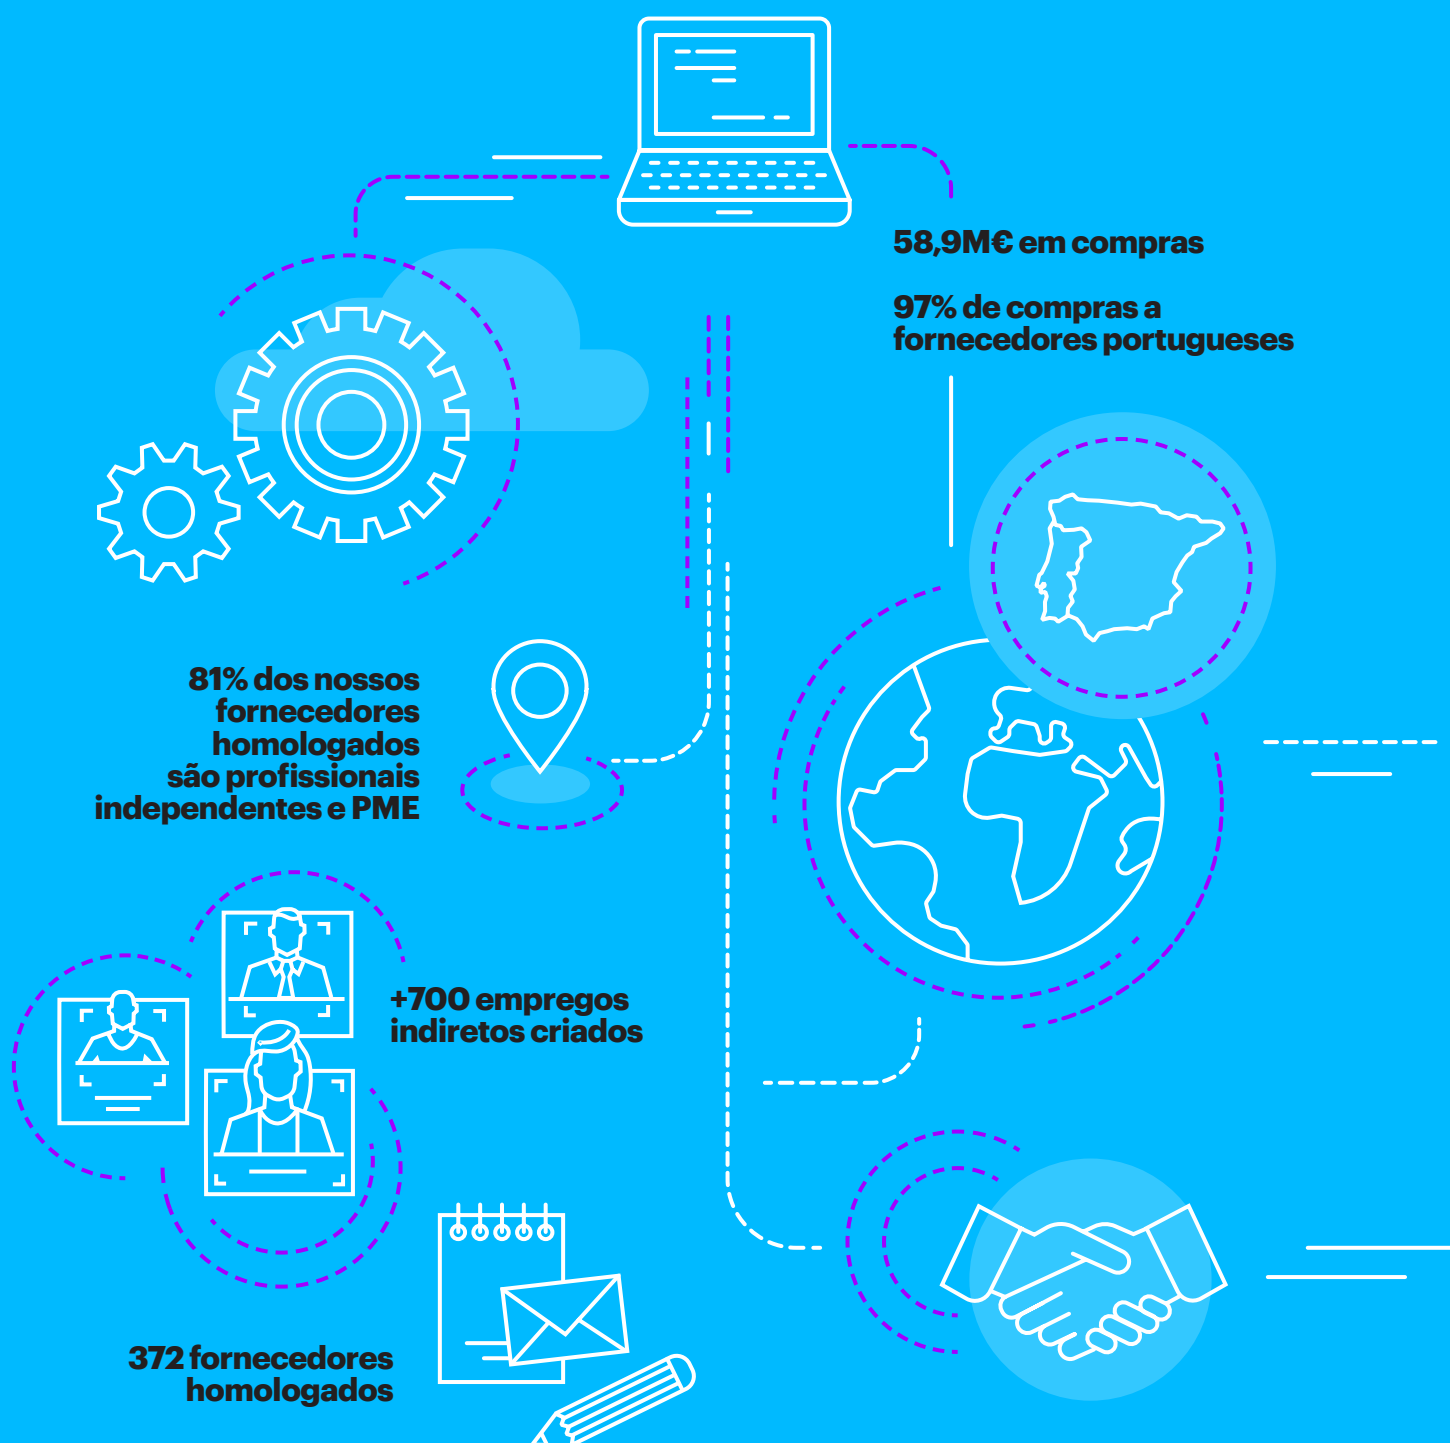 58,9M€ em compras
97% de compras a
fornecedores portugueses
81% dos nossos
fornecedores
homologados
são profissionais
independentes e PME
+700 empregos
indiretos criados
372 fornecedores
homologados